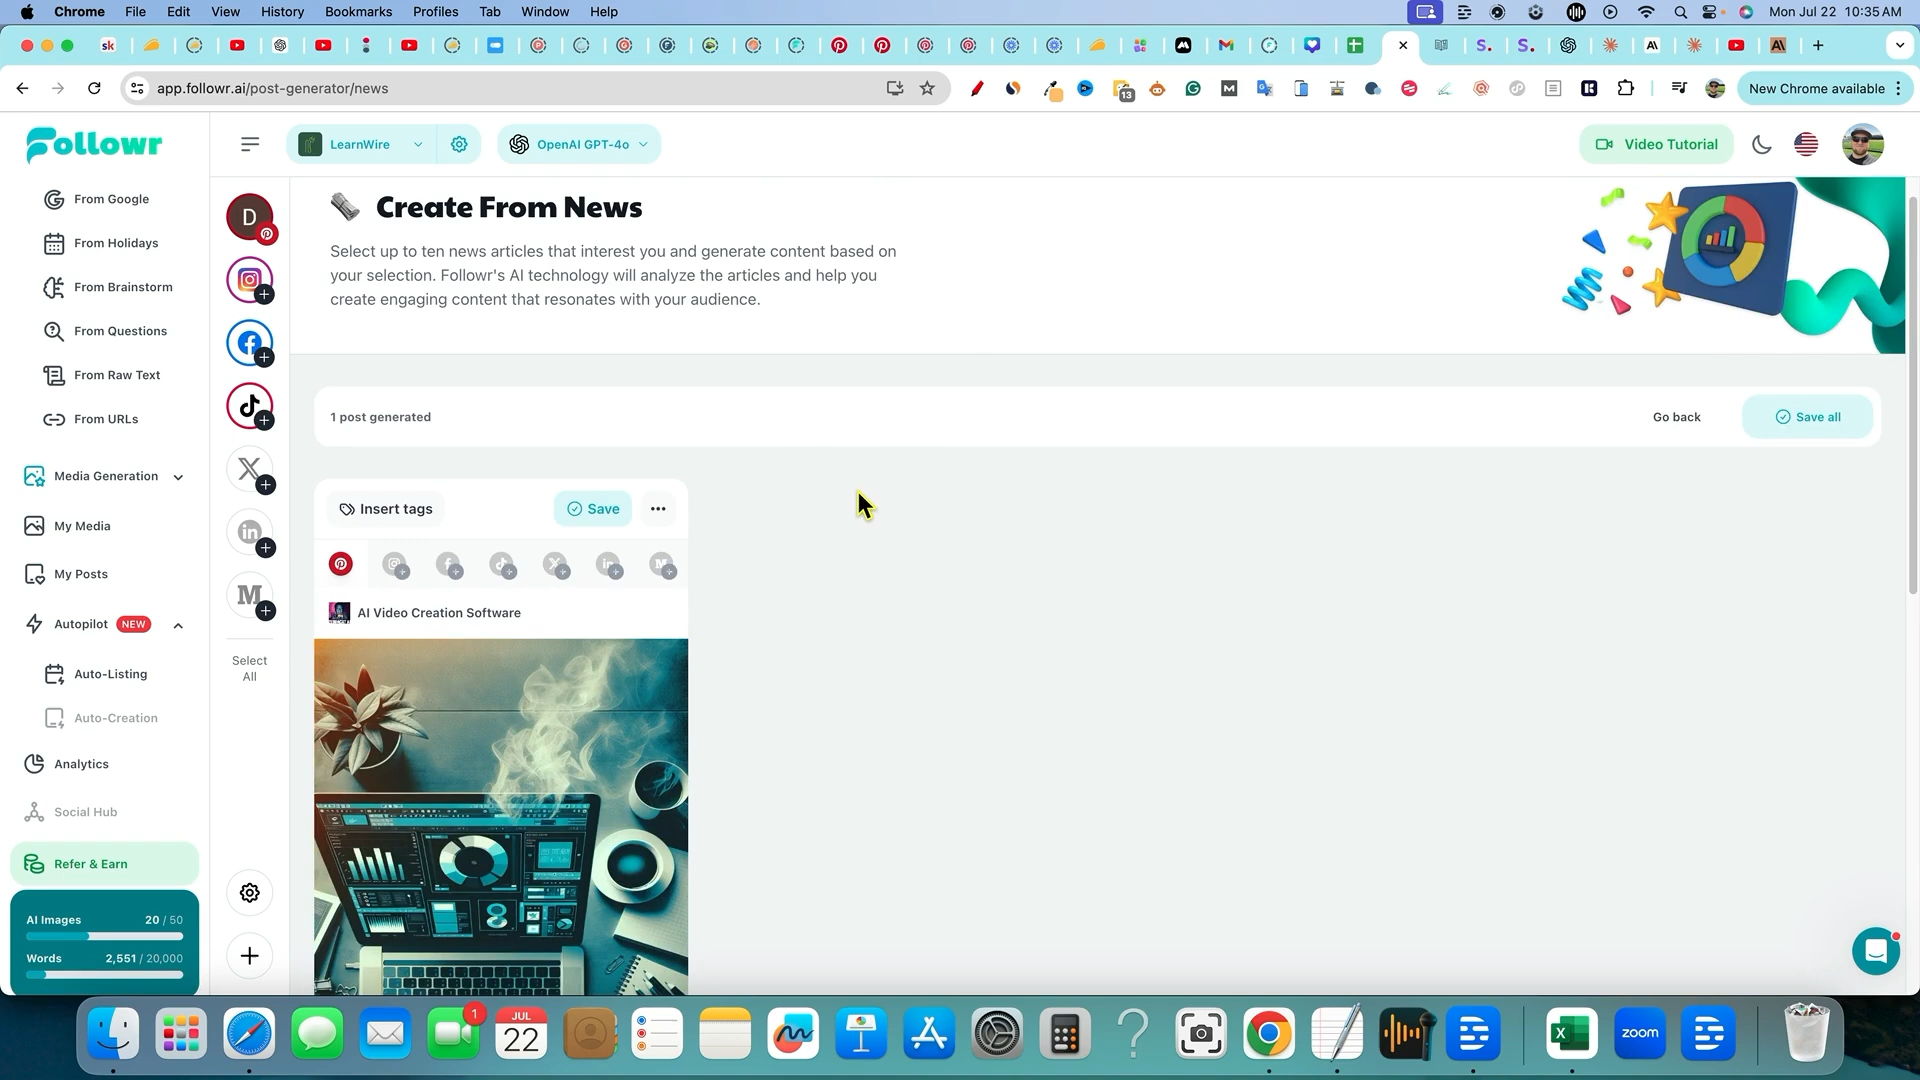 Chrome File Edit View History Bookmarks Profiles Tab Window Help
Mon Jul 22 10:35 AM
app.followr.ai/post-generator/news
13
New Chrome available
Followr
LearnWire
OpenAI GPT-4o
Video Tutorial
From Google
From Holidays
From Brainstorm
From Questions
From Raw Text
From URLs
Media Generation
My Media
My Posts
Autopilot NEW
Auto-Listing
Auto-Creation
Analytics
Social Hub
Refer & Earn
AI Images 20 / 50
Words 2,551 / 20,000
D
Select
All
Create From News
Select up to ten news articles that interest you and generate content based on
your selection. Followr's AI technology will analyze the articles and help you
create engaging content that resonates with your audience.
1 post generated
Go back
Save all
Insert tags
Save
AI Video Creation Software
1
JUL
22
zoom